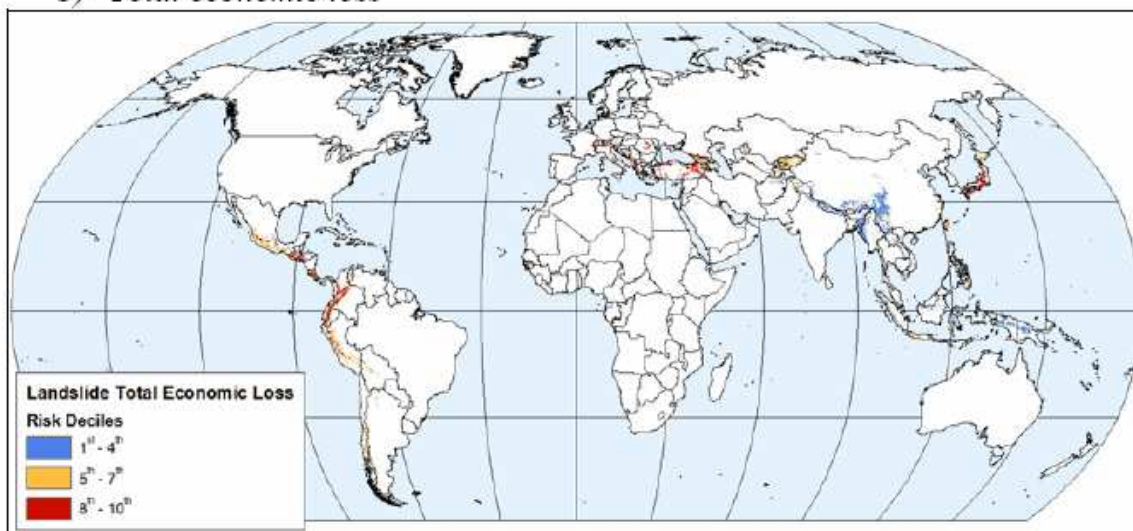 Landslide Total Economic Loss
Risk Deciles
1st - 4th
5th - 7th
8th - 10th